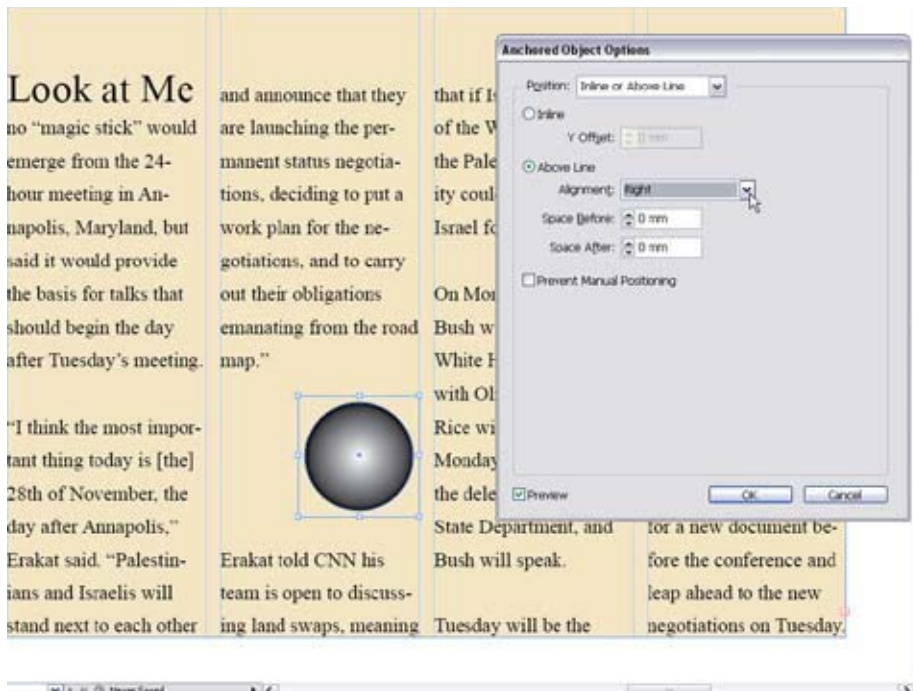 Look at Me
no “magic stick” would
emerge from the 24-
hour meeting in An-
napolis, Maryland, but
said it would provide
the basis for talks that
should begin the day
after Tuesday’s meeting.
“I think the most impor-
tant thing today is [the]
28th of November, the
day after Annapolis,”
Erakat said. “Palestin-
ians and Israelis will
stand next to each other
and announce that they
are launching the per-
manent status negotia-
tions, deciding to put a
work plan for the ne-
gotiations, and to carry
out their obligations
emanating from the road
map.”
Erakat told CNN his
team is open to discuss-
ing land swaps, meaning
that if
of the
the
Israel
On
Bush
White
with
Rice
Monday
the
State Department, and
Bush will speak.
Tuesday will be the
for a new document be-
fore the conference and
leap ahead to the new
negotiations on Tuesday,
Anchored Object Options
Position: Inline or Above Line
Inline
Y Offset: 0 mm
Above Line
Alignment: Right
Space Before: 0 mm
Space After: 0 mm
Prevent Manual Positioning
Preview OK Cancel
Never Saved